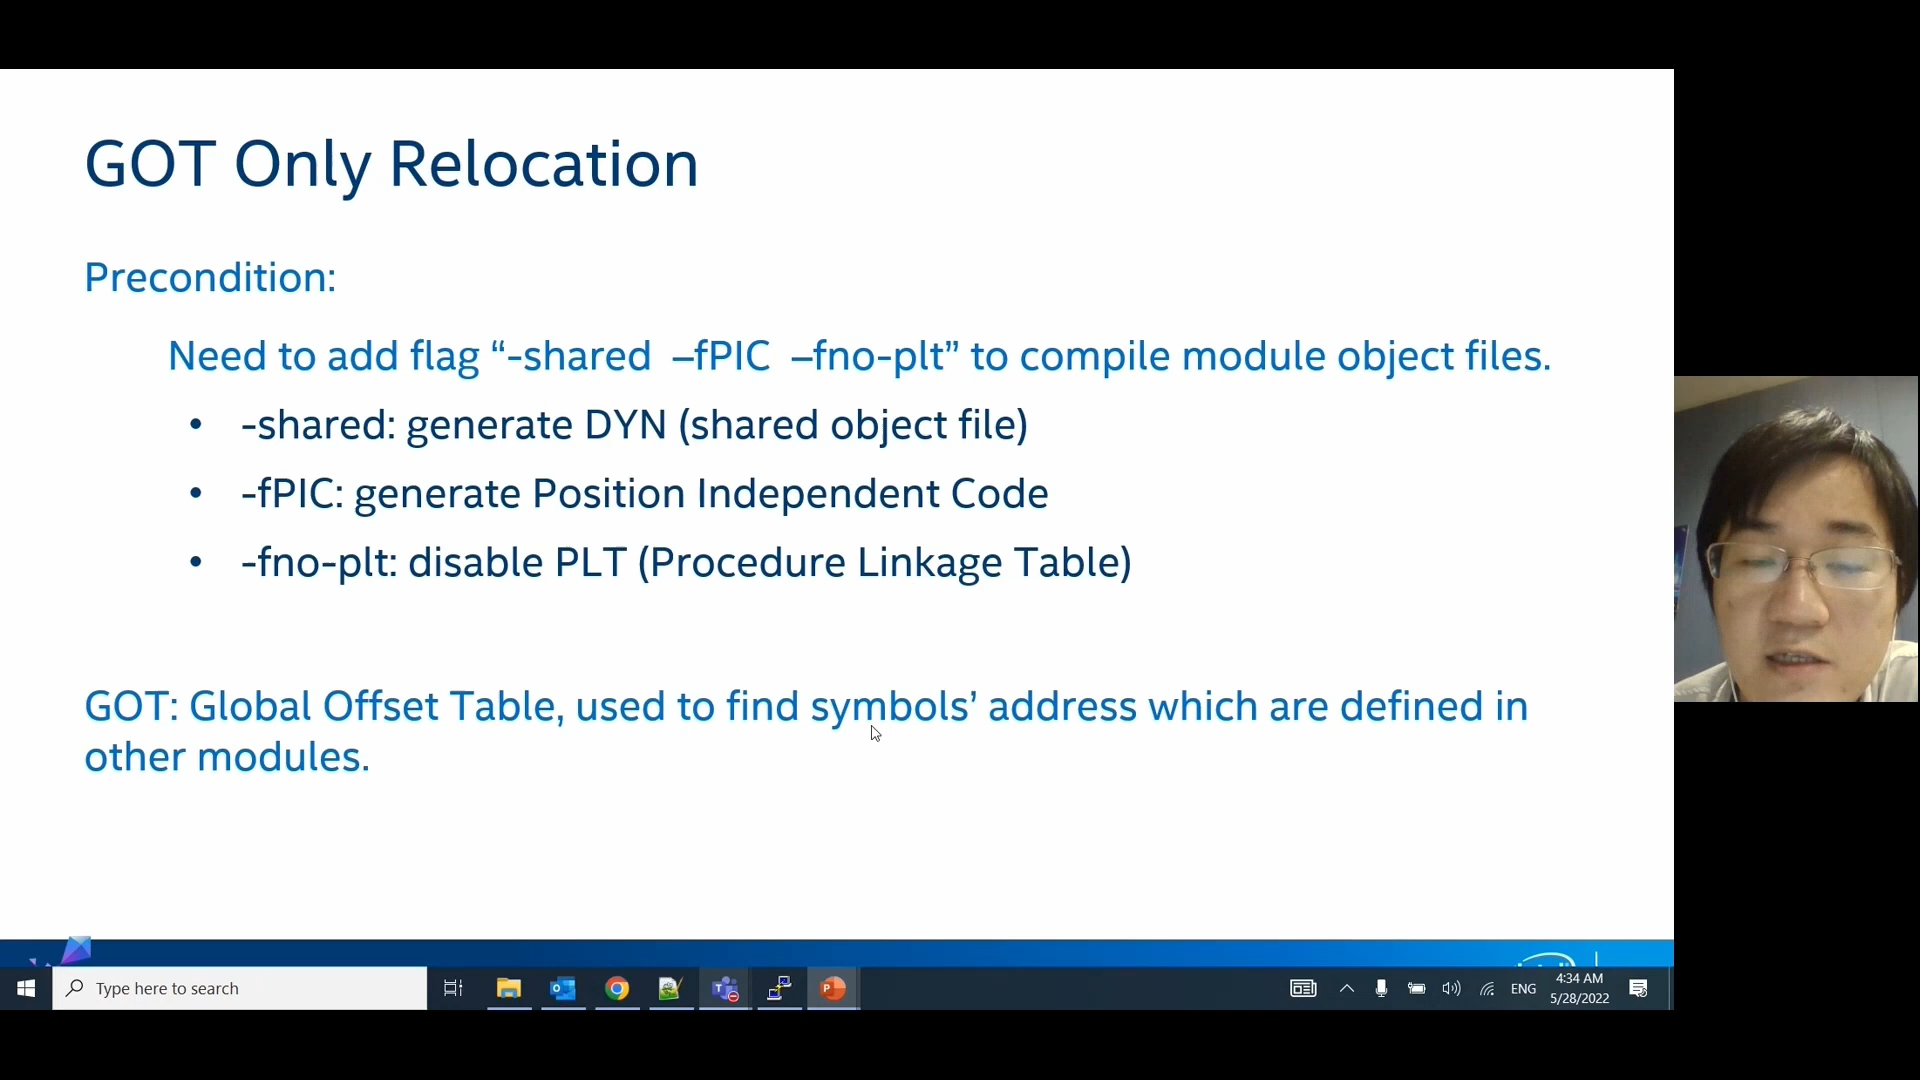 GOT Only Relocation
Precondition:
Need to add flag “-shared –fPIC –fno-plt” to compile module object files.
• -shared: generate DYN (shared object file)
• -fPIC: generate Position Independent Code
• -fno-plt: disable PLT (Procedure Linkage Table)
GOT: Global Offset Table, used to find symbols’ address which are defined in
other modules.
Type here to search
ENG
4:34 AM
5/28/2022